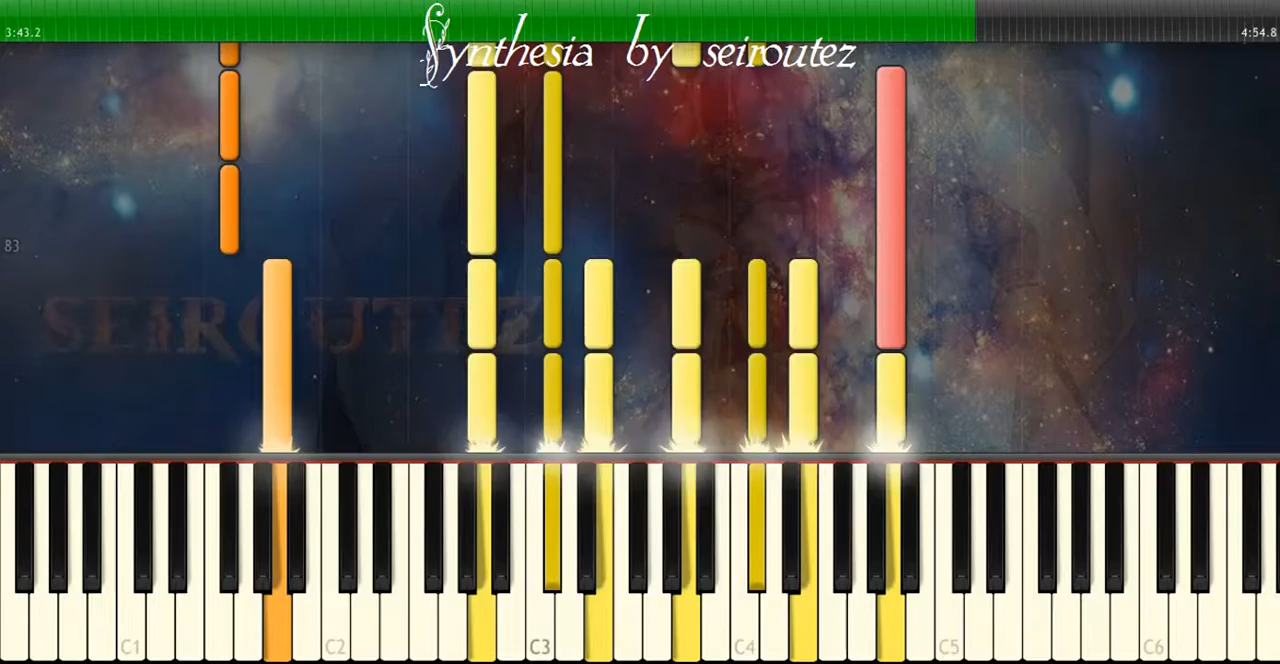 3:43.2
4:54.8
Synthesia by seiroutez
83
SEIROUTEZ
C1
C2
C3
C4
C5
C6